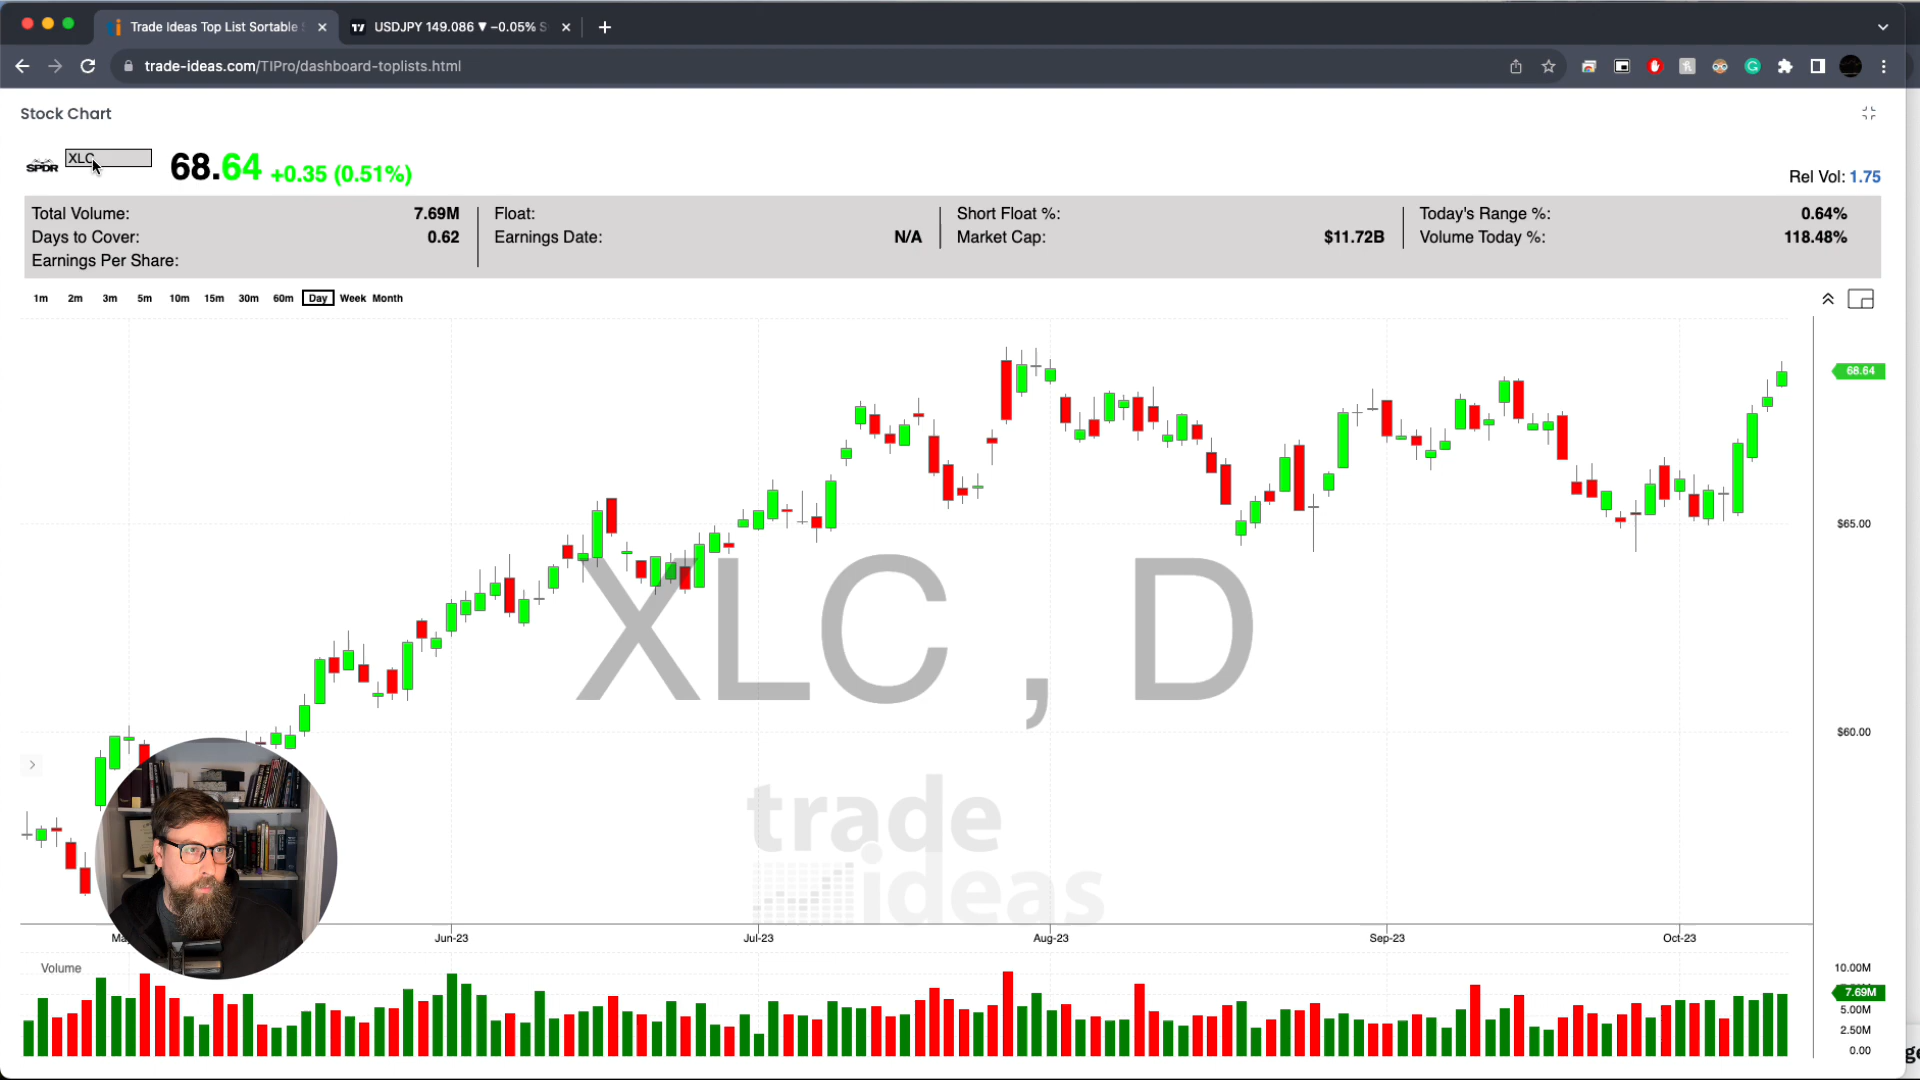 Trade Ideas Top List Sortable
USDJPY 149.086 ▼ −0.05% S
trade-ideas.com/TIPro/dashboard-toplists.html
Stock Chart
SPDR
XLC
68.64 +0.35 (0.51%)
Rel Vol: 1.75
Total Volume: 7.69M
Float:
Short Float %:
Today's Range %: 0.64%
Days to Cover: 0.62
Earnings Date: N/A
Market Cap: $11.72B
Volume Today %: 118.48%
Earnings Per Share:
1m 2m 3m 5m 10m 15m 30m 60m Day Week Month
68.64
$65.00
XLC , D
$60.00
trade
ideas
Ma
Jun-23
Jul-23
Aug-23
Sep-23
Oct-23
Volume
10.00M
7.69M
5.00M
2.50M
0.00
ge